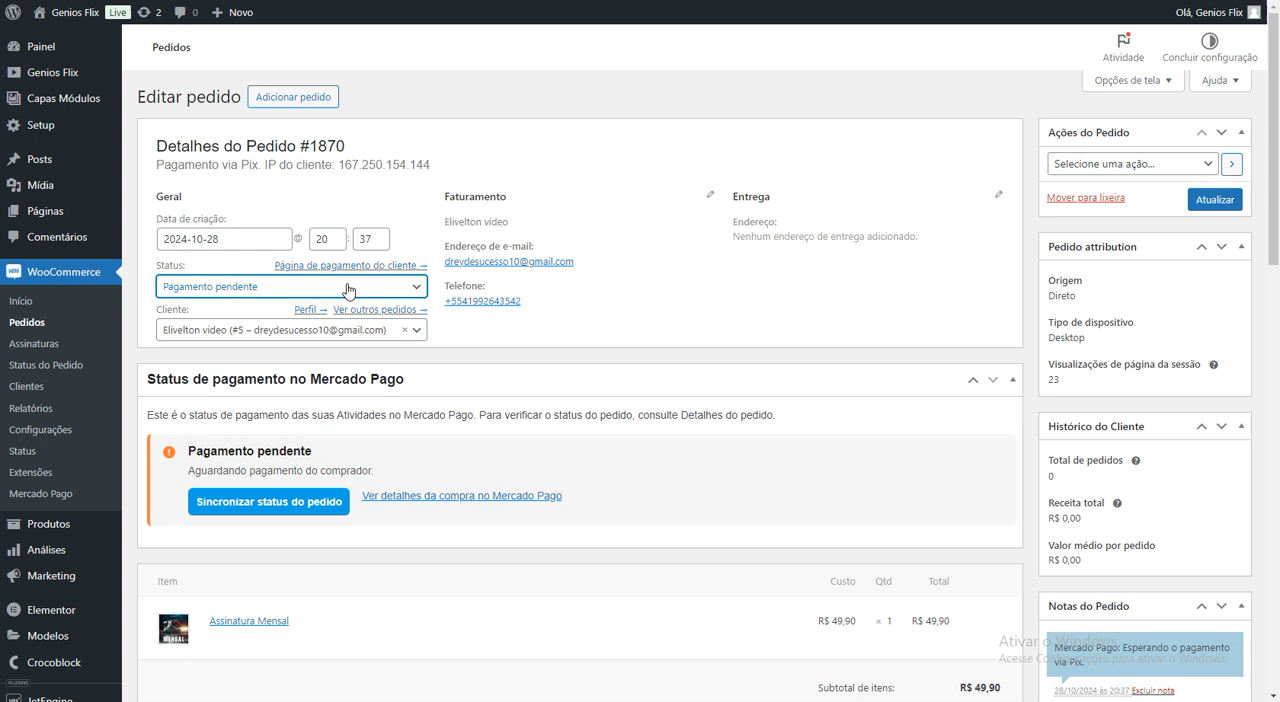 Genios Flix
Live
2
0
Novo
Olá, Genios Flix
Painel
Genios Flix
Capas Módulos
Setup
Posts
Mídia
Páginas
Comentários
WooCommerce
Início
Pedidos
Assinaturas
Status do Pedido
Clientes
Relatórios
Configurações
Status
Extensões
Mercado Pago
Produtos
Análises
Marketing
Elementor
Modelos
Crocoblock
PLUGINS
JetEngine
Pedidos
Atividade
Concluir configuração
Opções de tela
Ajuda
Editar pedido
Adicionar pedido
Detalhes do Pedido #1870
Pagamento via Pix. IP do cliente: 167.250.154.144
Geral
Data de criação:
2024-10-28 @ 20 : 37
Status:
Página de pagamento do cliente →
Pagamento pendente
Cliente:
Perfil →
Ver outros pedidos →
Elivelton video (#5 – dreydesucesso10@gmail.com) ×
Faturamento
Elivelton video
Endereço de e-mail:
dreydesucesso10@gmail.com
Telefone:
+5541992643542
Entrega
Endereço:
Nenhum endereço de entrega adicionado.
Status de pagamento no Mercado Pago
Este é o status de pagamento das suas Atividades no Mercado Pago. Para verificar o status do pedido, consulte Detalhes do pedido.
Pagamento pendente
Aguardando pagamento do comprador.
Sincronizar status do pedido
Ver detalhes da compra no Mercado Pago
Item
Custo
Qtd
Total
MENSAL
Assinatura Mensal
R$ 49,90
× 1
R$ 49,90
Subtotal de itens:
R$ 49,90
Ações do Pedido
Selecione uma ação...
Mover para lixeira
Atualizar
Pedido attribution
Origem
Direto
Tipo de dispositivo
Desktop
Visualizações de página da sessão
23
Histórico do Cliente
Total de pedidos
0
Receita total
R$ 0,00
Valor médio por pedido
R$ 0,00
Notas do Pedido
Mercado Pago: Esperando o pagamento
via Pix.
28/10/2024 às 20:37 Excluir nota
Ativar o Windows
Acesse Configurações para ativar o Windows.